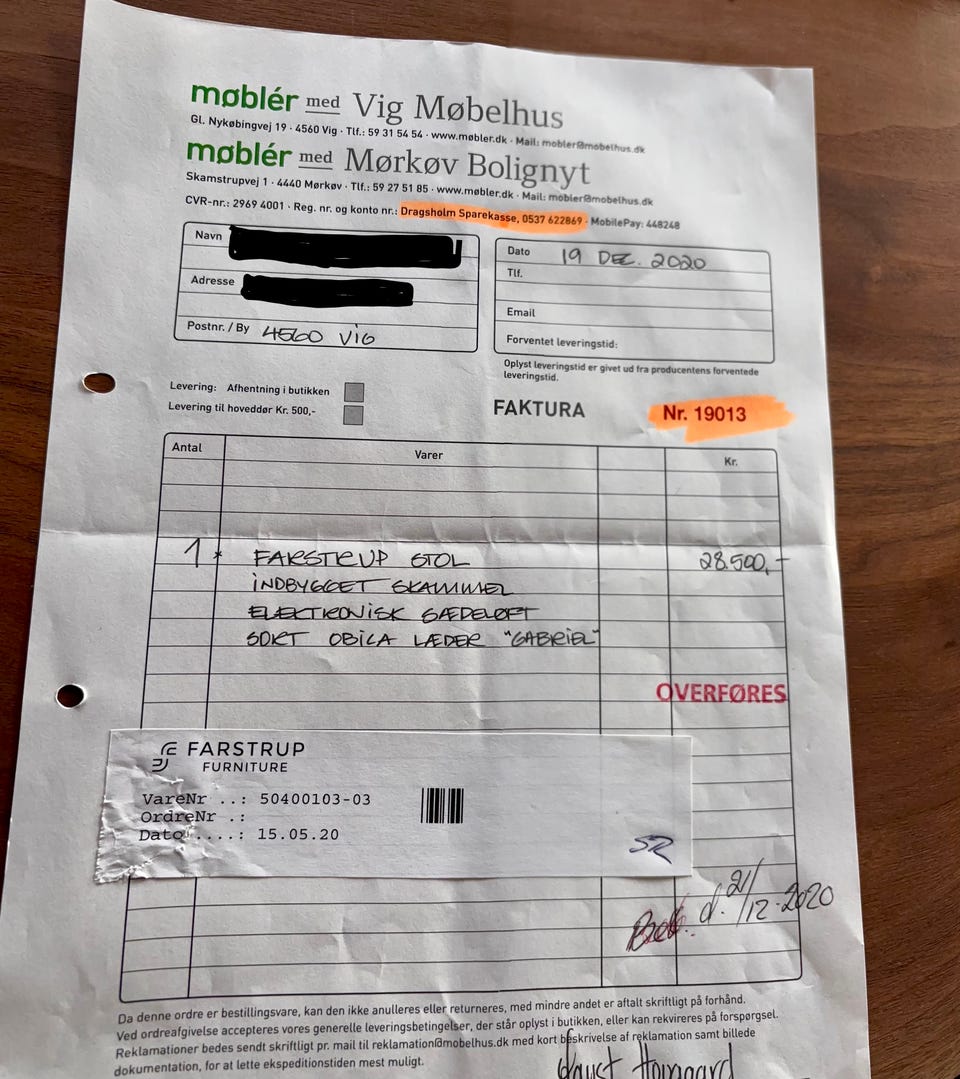 møblér med Vig Møbelhus
Gl. Nykøbingvej 19 · 4560 Vig · Tlf.: 59 31 54 54 · www.møbler.dk · Mail: mobler@mobelhus.dk
møblér med Mørkøv Bolignyt
Skamstrupvej 1 · 4440 Mørkøv · Tlf.: 59 27 51 85 · www.møbler.dk · Mail: mobler@mobelhus.dk
CVR-nr.: 2969 4001 · Reg. nr. og konto nr.: Dragsholm Sparekasse, 0537 622869 · MobilePay: 448248
Navn
Adresse
Postnr. / By 4560 Vig
Dato 19 DEC. 2020
Tlf.
Email
Forventet leveringstid:
Oplyst leveringstid er givet ud fra producentens forventede
leveringstid.
Levering: Afhentning i butikken
Levering til hoveddør Kr. 500,-
FAKTURA
Nr. 19013
Antal Varer Kr.
1 * FARSTRUP STOL 28.500,-
INDBYGGET SKAMMEL
ELEKTRONISK SÆDELØFT
SORT OBILA LÆDER "GABRIEL"
OVERFØRES
FARSTRUP
FURNITURE
VareNr ..: 50400103-03
OrdreNr .:
Dato ....: 15.05.20
SR
d. 21/12-2020
Da denne ordre er bestillingsvare, kan den ikke anulleres eller returneres, med mindre andet er aftalt skriftligt på forhånd.
Ved ordreafgivelse accepteres vores generelle leveringsbetingelser, der står oplyst i butikken, eller kan rekvireres på forspørgsel.
Reklamationer bedes sendt skriftligt pr. mail til reklamation@mobelhus.dk med kort beskrivelse af reklamation samt billede
dokumentation, for at lette ekspeditionstiden mest muligt.